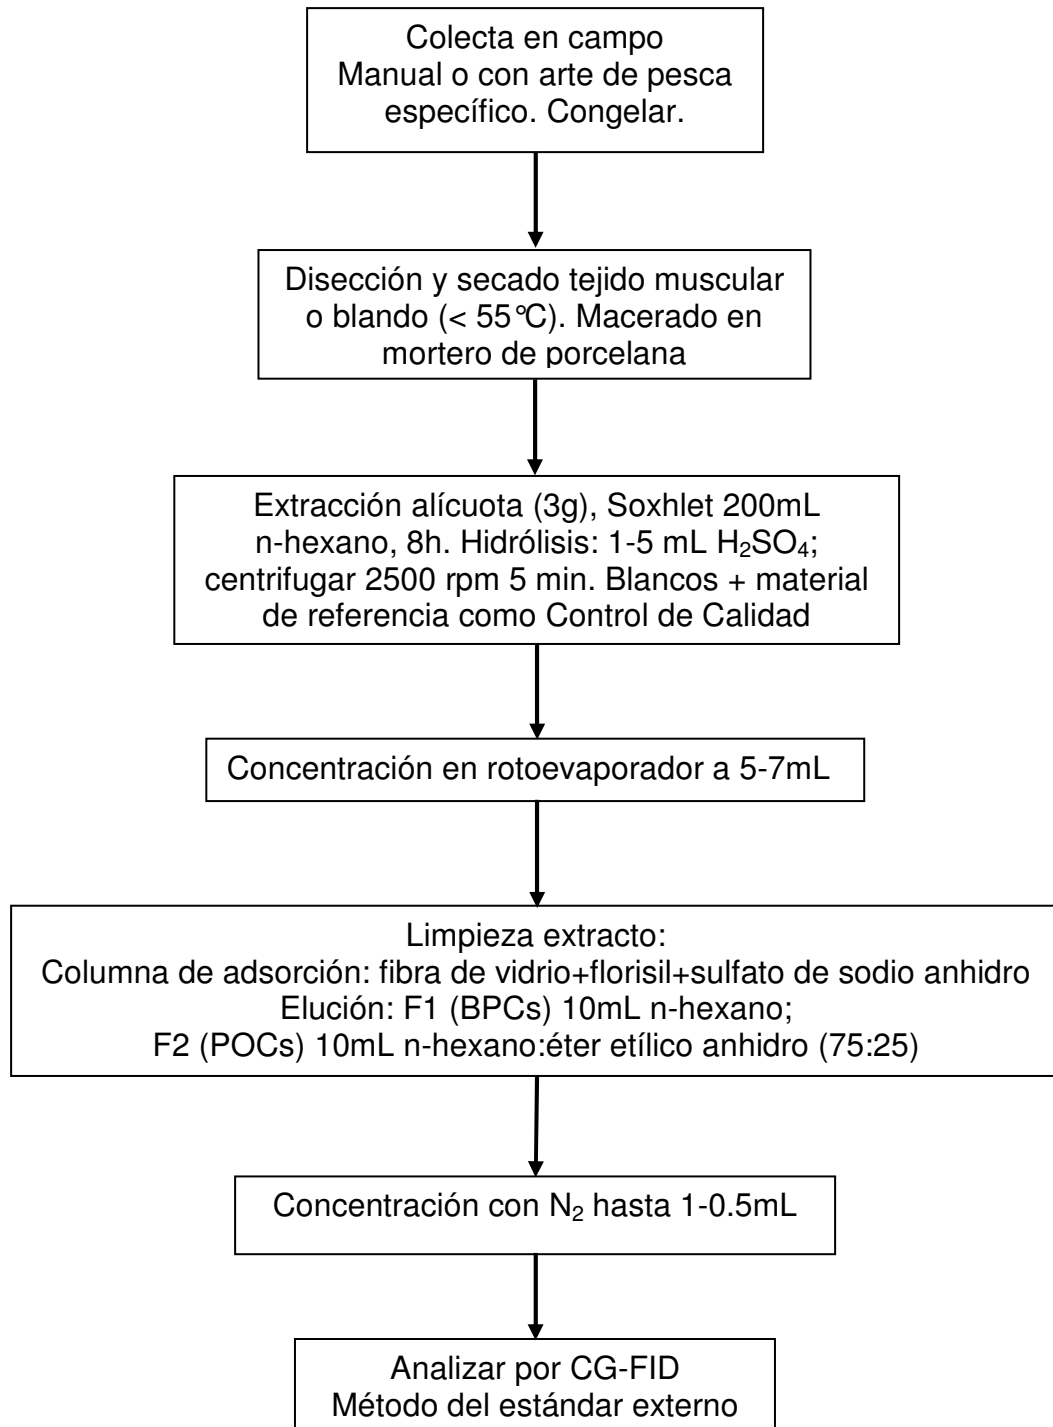 Colecta en campo
Manual o con arte de pesca
específico. Congelar.
Disección y secado tejido muscular
o blando (< 55°C). Macerado en
mortero de porcelana
Extracción alícuota (3g), Soxhlet 200mL
n-hexano, 8h. Hidrólisis: 1-5 mL H₂SO₄;
centrifugar 2500 rpm 5 min. Blancos + material
de referencia como Control de Calidad
Concentración en rotoevaporador a 5-7mL
Limpieza extracto:
Columna de adsorción: fibra de vidrio+florisil+sulfato de sodio anhidro
Elución: F1 (BPCs) 10mL n-hexano;
F2 (POCs) 10mL n-hexano:éter etílico anhidro (75:25)
Concentración con N₂ hasta 1-0.5mL
Analizar por CG-FID
Método del estándar externo